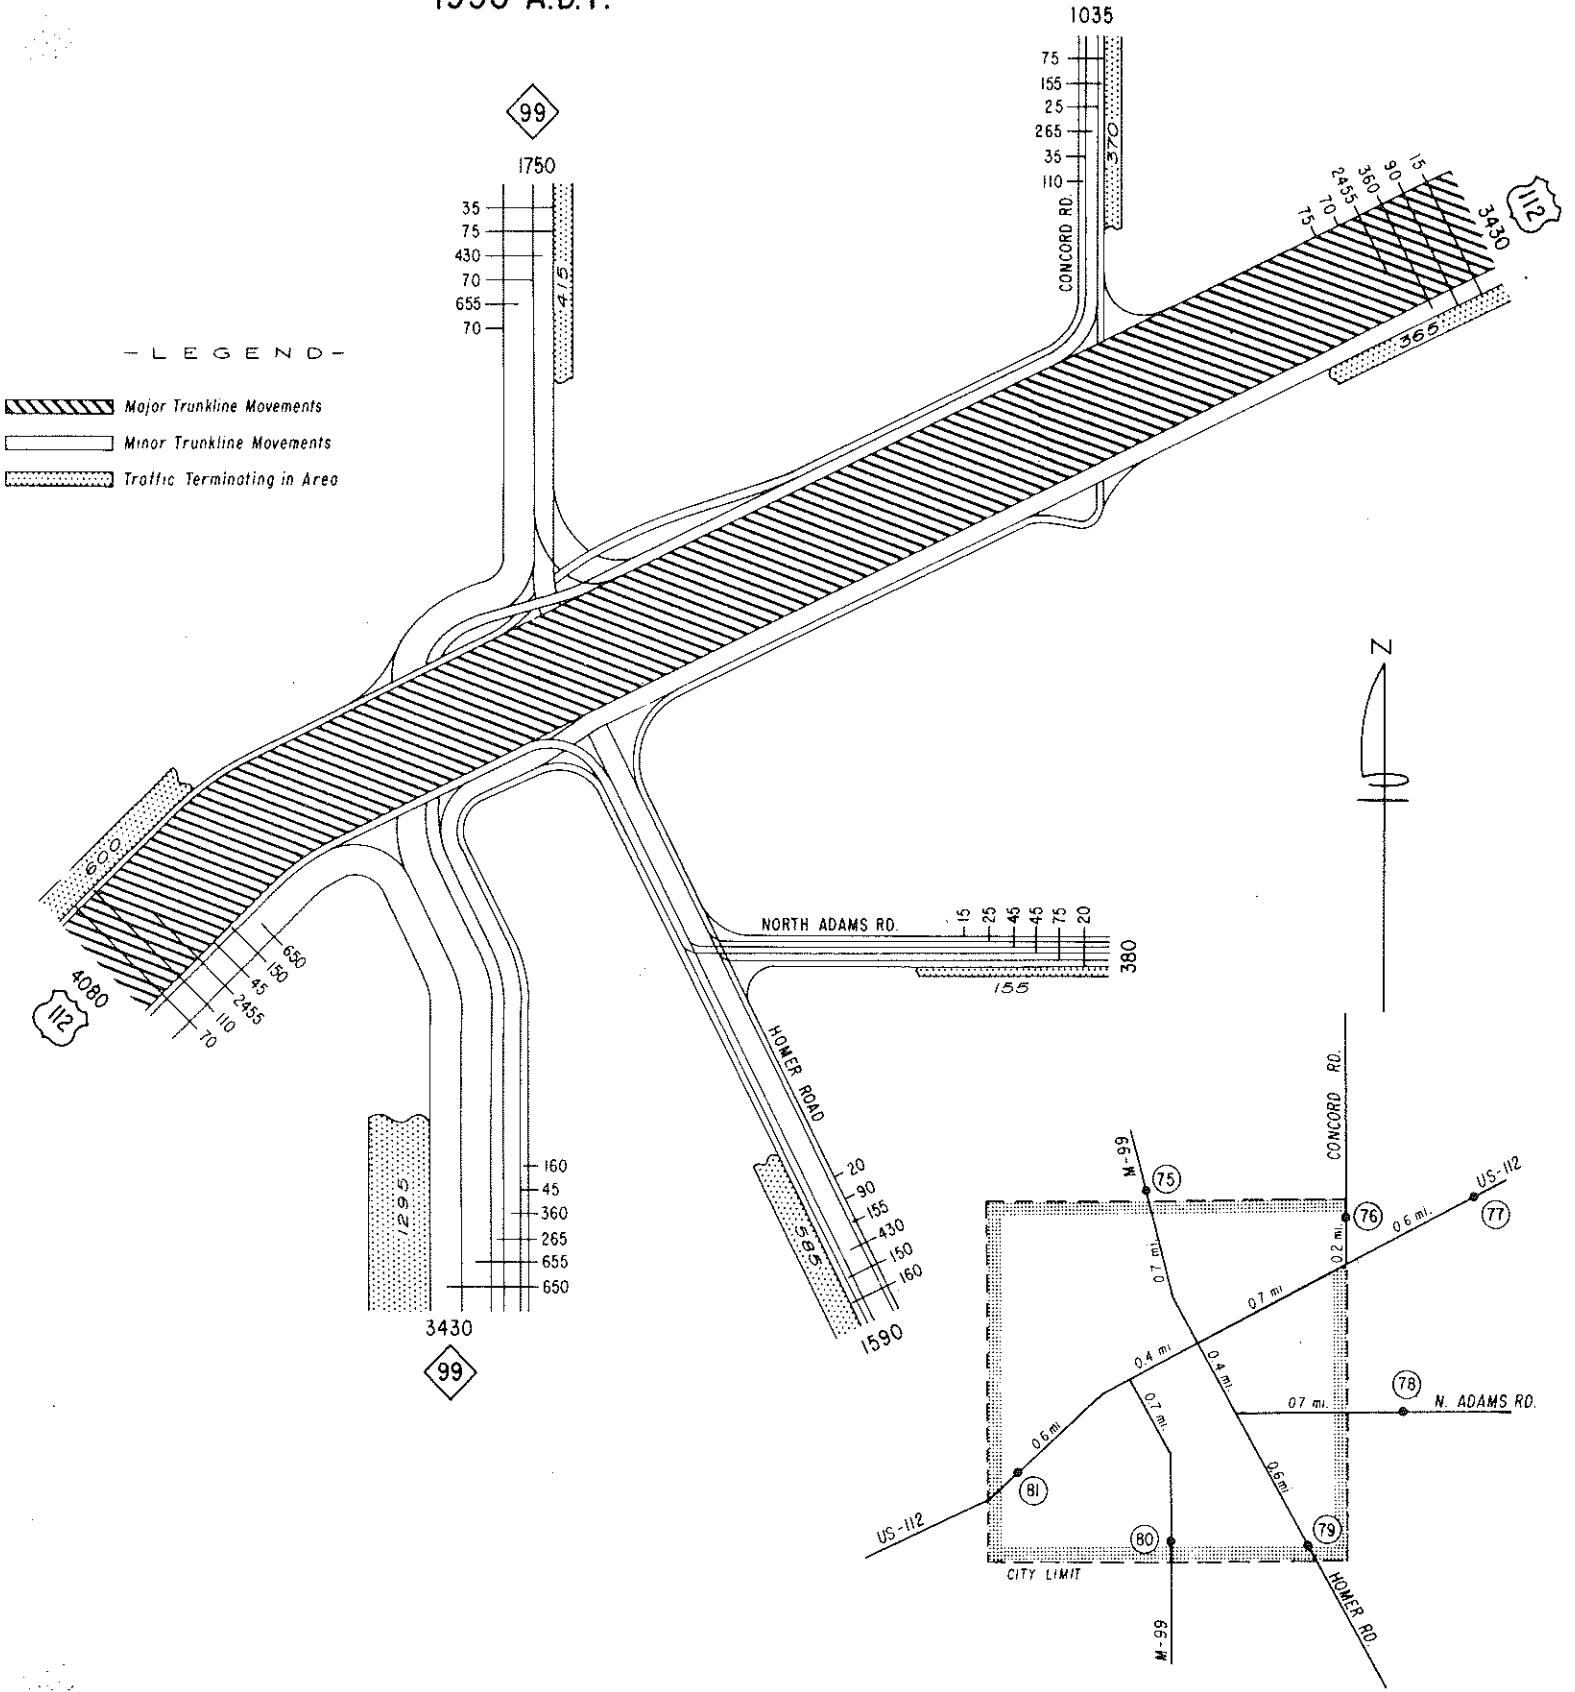 1035
99
1750
35
75
430
70
655
70
415
75
155
25
265
35
110
370
CONCORD RD.
75
70
2455
360
90
15
3430
112
365
-LEGEND-
Major Trunkline Movements
Minor Trunkline Movements
Traffic Terminating in Area
600
4080
112
70
110
2455
45
150
650
N
NORTH ADAMS RD.
15
25
45
45
75
20
380
155
HOMER ROAD
20
90
155
430
150
160
585
1590
1295
160
45
360
265
655
650
3430
99
M-99
75
CONCORD RD.
US-112
76
77
0.7 mi.
0.2 mi.
0.6 mi.
0.7 mi
0.4 mi
0.4 mi.
0.7 mi.
0.6 mi
07 mi.
78
N. ADAMS RD.
0.6 mi
81
80
79
US-112
CITY LIMIT
M-99
HOMER RD.